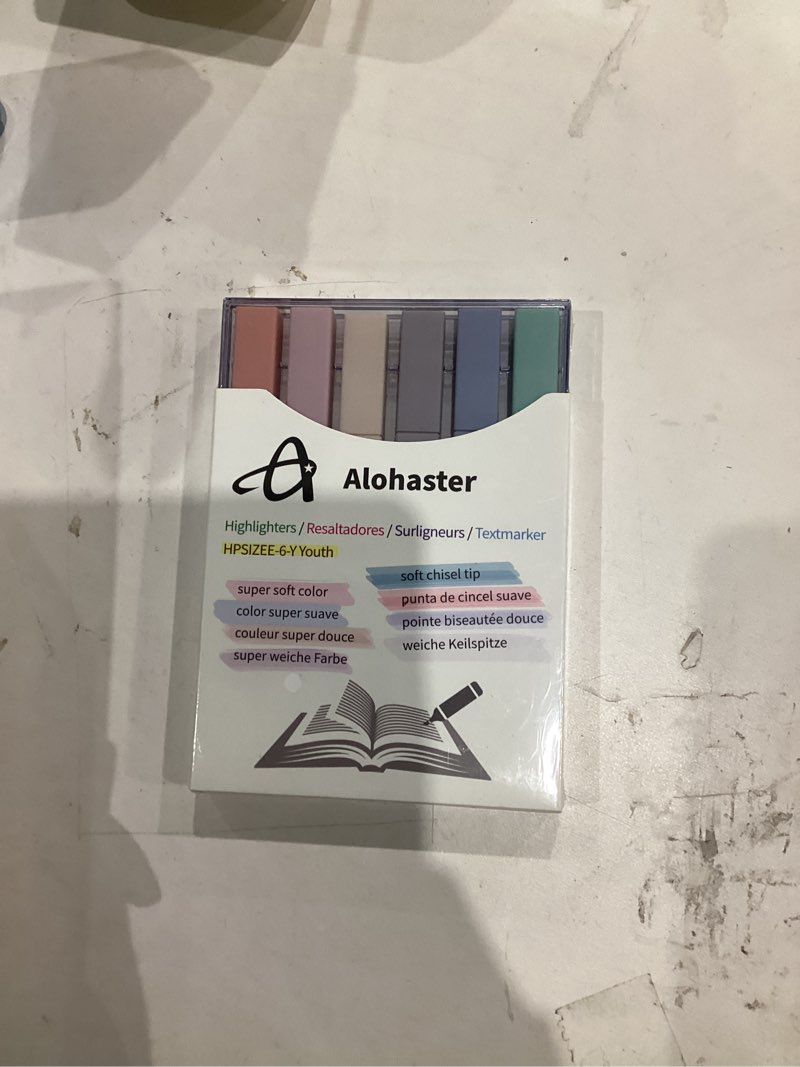 Alohaster
Highlighters / Resaltadores / Surligneurs / Textmarker
HPSIZEE-6-Y Youth
super soft color
color super suave
couleur super douce
super weiche Farbe
soft chisel tip
punta de cincel suave
pointe biseautée douce
weiche Keilspitze